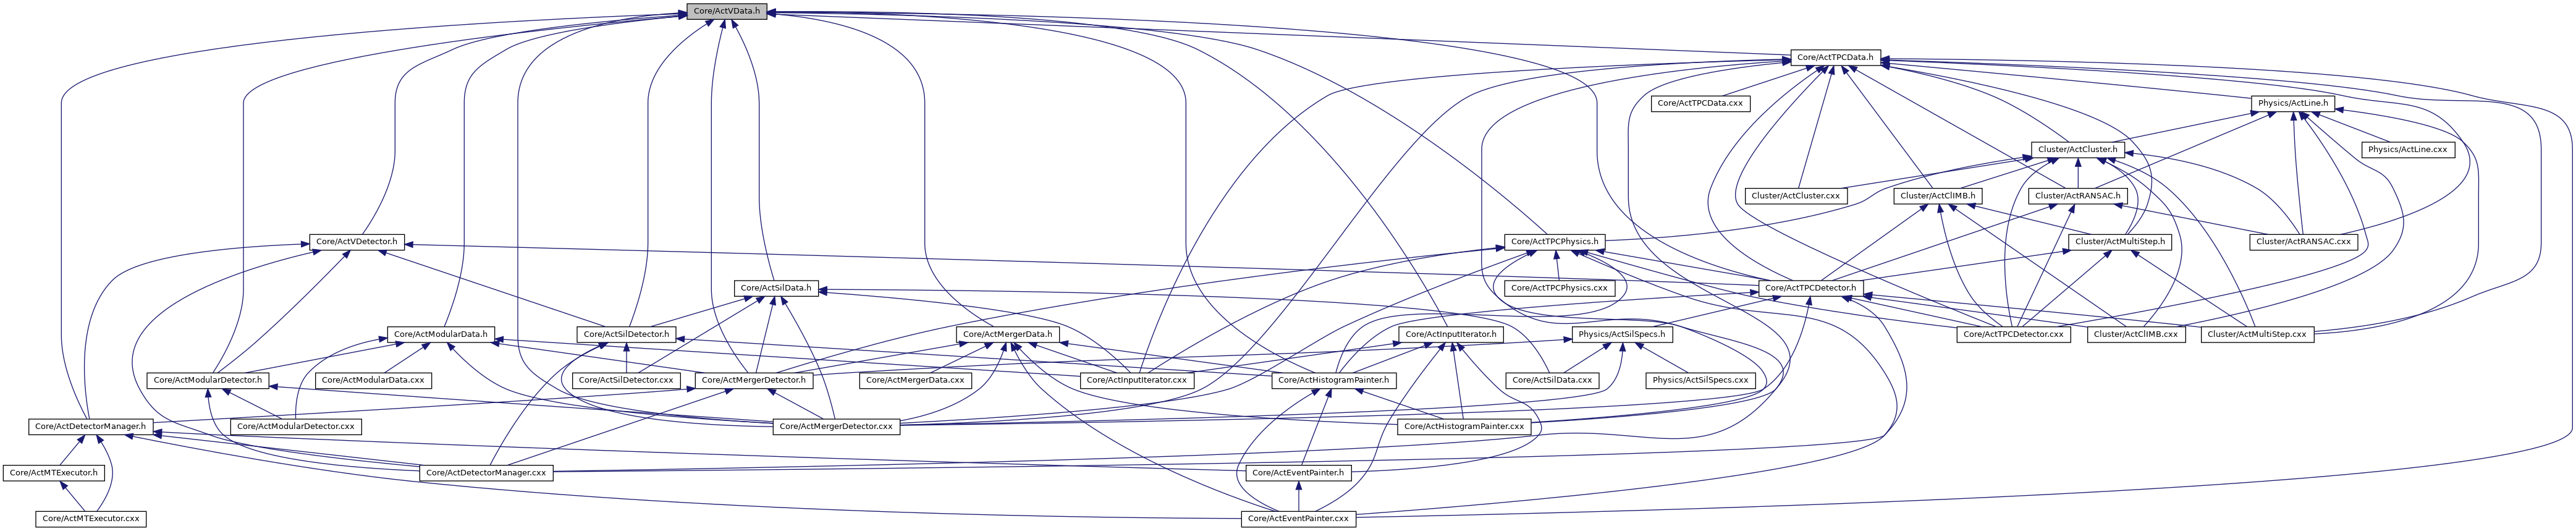 Core/ActVData.h
Core/ActTPCData.h
Core/ActTPCData.cxx
Physics/ActLine.h
Cluster/ActCluster.h
Physics/ActLine.cxx
Cluster/ActCluster.cxx
Cluster/ActClIMB.h
Cluster/ActRANSAC.h
Core/ActVDetector.h
Core/ActTPCPhysics.h
Cluster/ActMultiStep.h
Cluster/ActRANSAC.cxx
Core/ActSilData.h
Core/ActTPCPhysics.cxx
Core/ActTPCDetector.h
Core/ActModularData.h
Core/ActSilDetector.h
Core/ActMergerData.h
Core/ActInputIterator.h
Physics/ActSilSpecs.h
Core/ActTPCDetector.cxx
Cluster/ActClIMB.cxx
Cluster/ActMultiStep.cxx
Core/ActModularDetector.h
Core/ActModularData.cxx
Core/ActSilDetector.cxx
Core/ActMergerDetector.h
Core/ActMergerData.cxx
Core/ActInputIterator.cxx
Core/ActHistogramPainter.h
Core/ActSilData.cxx
Physics/ActSilSpecs.cxx
Core/ActDetectorManager.h
Core/ActModularDetector.cxx
Core/ActMergerDetector.cxx
Core/ActHistogramPainter.cxx
Core/ActMTExecutor.h
Core/ActDetectorManager.cxx
Core/ActEventPainter.h
Core/ActMTExecutor.cxx
Core/ActEventPainter.cxx